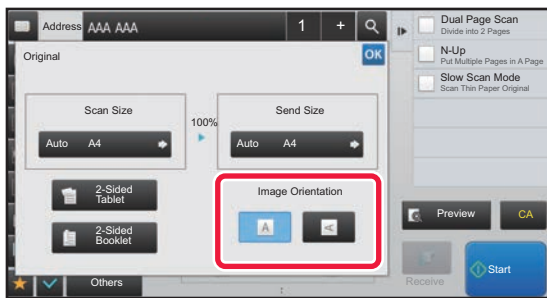 Address AAA AAA 1 +
Original OK
Scan Size
100%
Send Size
Auto A4
Auto A4
2-Sided
Tablet
2-Sided
Booklet
Image Orientation
A A
Others
Dual Page Scan
Divide into 2 Pages
N-Up
Put Multiple Pages in A Page
Slow Scan Mode
Scan Thin Paper Original
Preview CA
Receive
Start